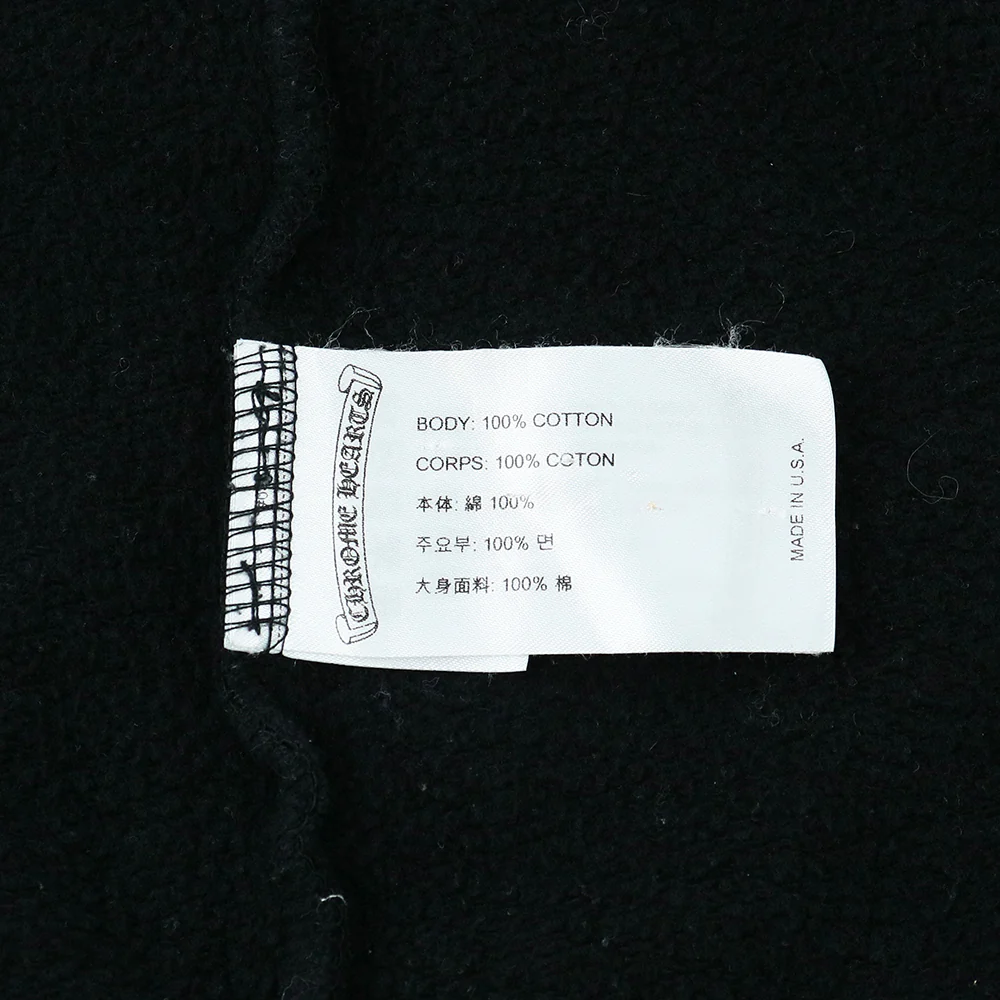 CHROME HEARTS
BODY: 100% COTTON
CORPS: 100% COTON
本体: 綿 100%
주요부: 100% 면
大身面料: 100% 棉
MADE IN U.S.A.